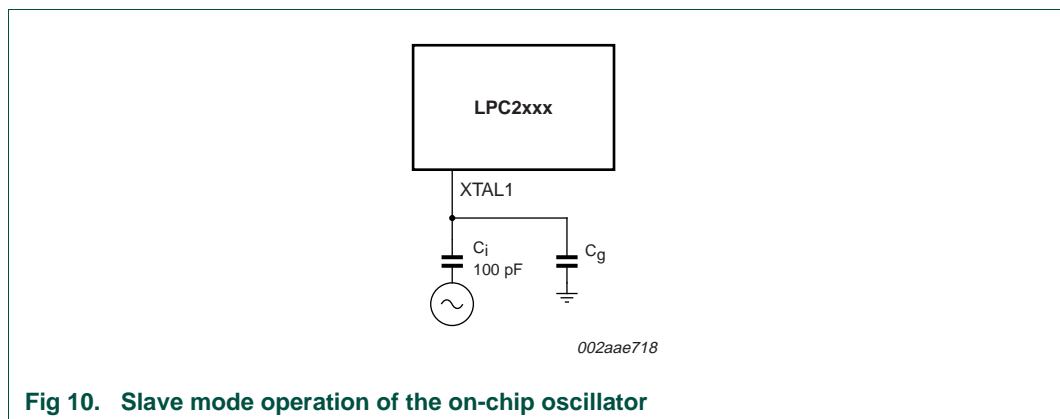 LPC2xxx
XTAL1
Ci
100 pF
Cg
002aae718
Fig 10. Slave mode operation of the on-chip oscillator